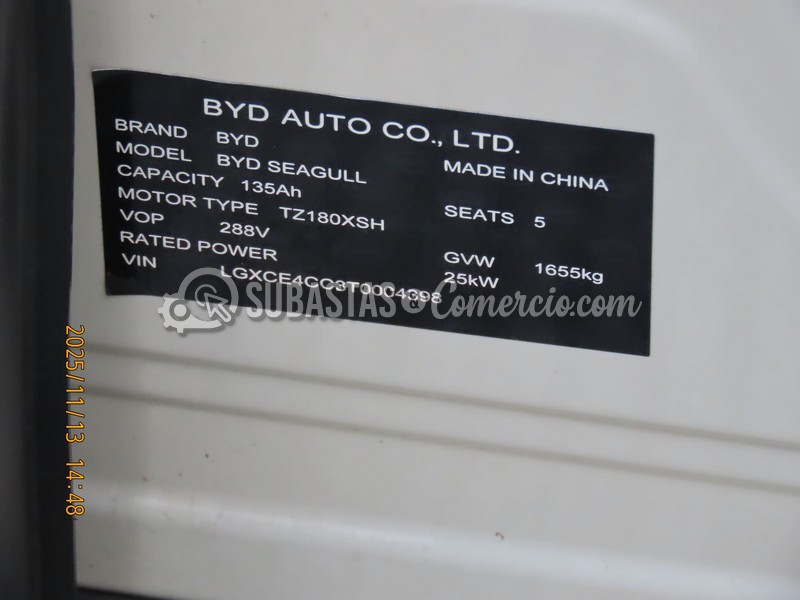 BYD AUTO CO., LTD.
BRAND BYD
MODEL BYD SEAGULL MADE IN CHINA
CAPACITY 135Ah
MOTOR TYPE TZ180XSH SEATS 5
VOP 288V
RATED POWER 25kW GVW 1655kg
VIN LGXCE4CC3T0004398
SUBASTAS&Comercio.com
2025/11/13 14:48